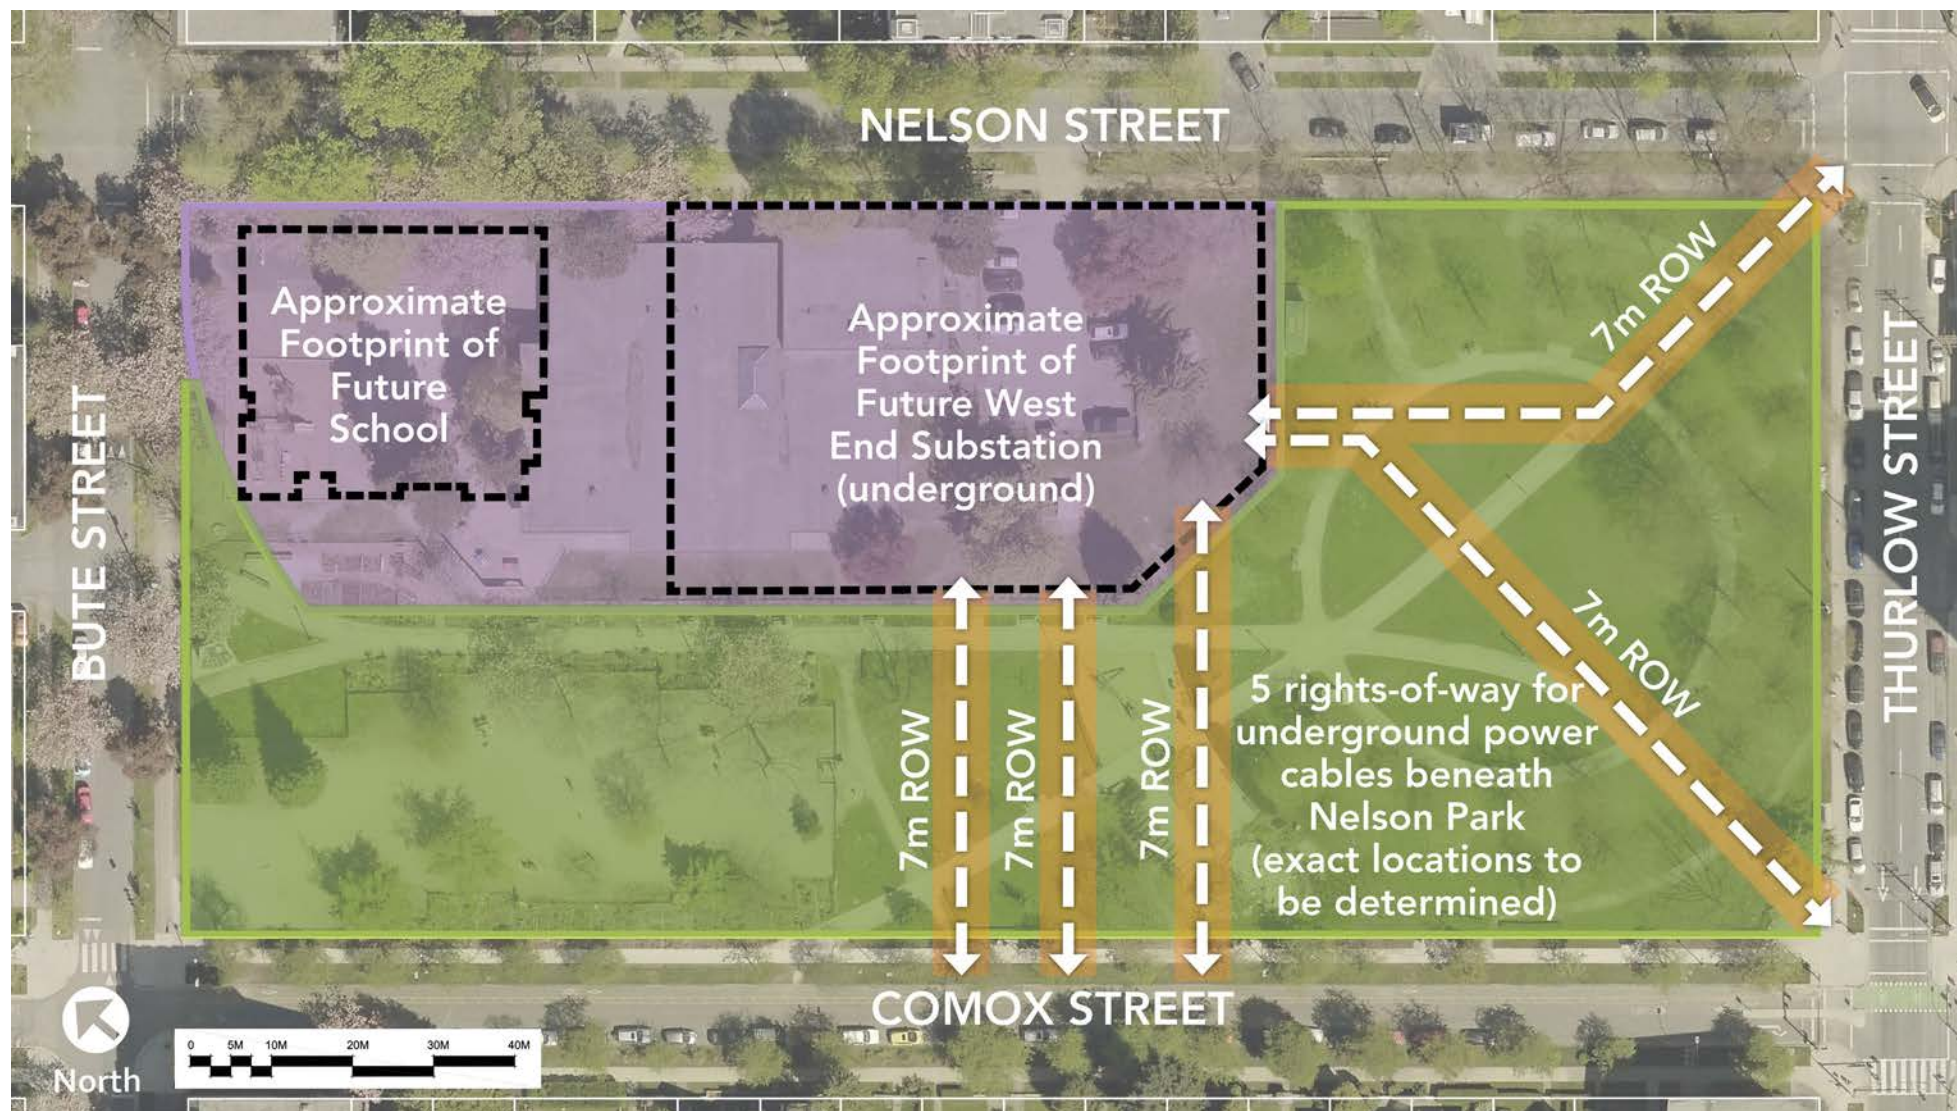 NELSON STREET
Approximate
Footprint of
Future
School
Approximate
Footprint of
Future West
End Substation
(underground)
7m ROW
BUTE STREET
THURLOW STREET
7m ROW
7m ROW
7m ROW
7m ROW
5 rights-of-way for
underground power
cables beneath
Nelson Park
(exact locations to
be determined)
COMOX STREET
North
0 5M 10M 20M 30M 40M